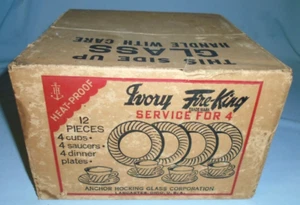 THIS SIDE UP
GLASS
HANDLE WITH CARE
HEAT-PROOF
Ivory Fire-King
SERVICE FOR 4
12
PIECES
4 cups
4 saucers
4 dinner
plates
ANCHOR HOCKING GLASS CORPORATION